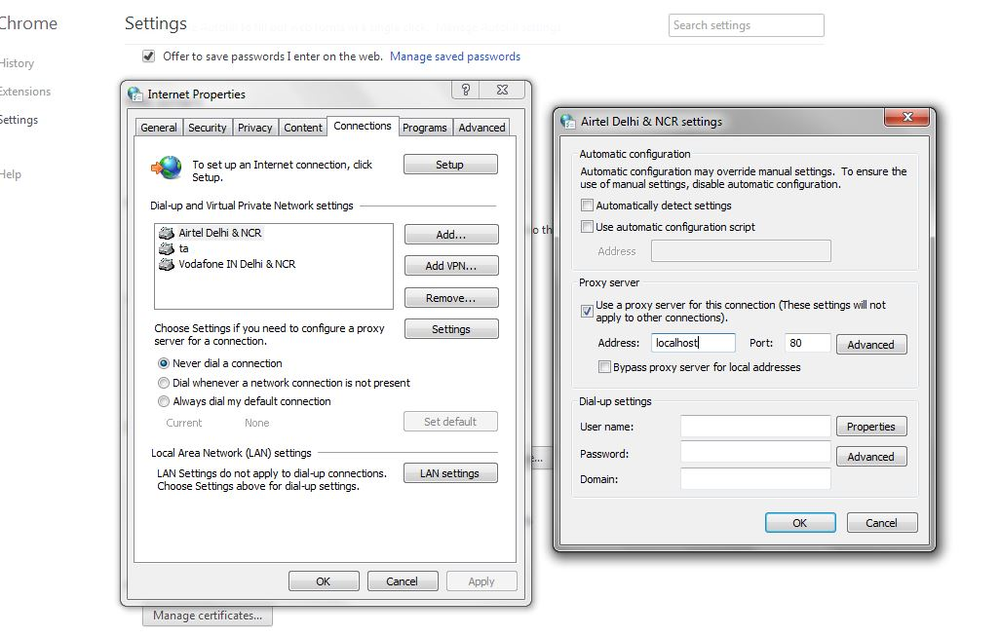 Chrome
Settings
Search settings
History
Extensions
Settings
Help
Offer to save passwords I enter on the web. Manage saved passwords
Internet Properties
General Security Privacy Content Connections Programs Advanced
To set up an Internet connection, click
Setup.
Setup
Dial-up and Virtual Private Network settings
Airtel Delhi & NCR
ta
Vodafone IN Delhi & NCR
Add...
Add VPN...
Remove...
Choose Settings if you need to configure a proxy
server for a connection.
Settings
Never dial a connection
Dial whenever a network connection is not present
Always dial my default connection
Current None
Set default
Local Area Network (LAN) settings
LAN Settings do not apply to dial-up connections.
Choose Settings above for dial-up settings.
LAN settings
OK Cancel Apply
Manage certificates...
Airtel Delhi & NCR settings
Automatic configuration
Automatic configuration may override manual settings. To ensure the
use of manual settings, disable automatic configuration.
Automatically detect settings
Use automatic configuration script
Address
Proxy server
Use a proxy server for this connection (These settings will not
apply to other connections).
Address: localhost Port: 80 Advanced
Bypass proxy server for local addresses
Dial-up settings
User name: Properties
Password: Advanced
Domain:
OK Cancel